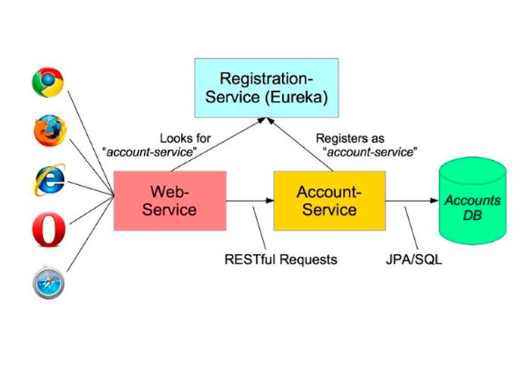 Registration-
Service (Eureka)
Looks for
"account-service"
Registers as
"account-service"
Web-
Service
Account-
Service
Accounts
DB
RESTful Requests
JPA/SQL